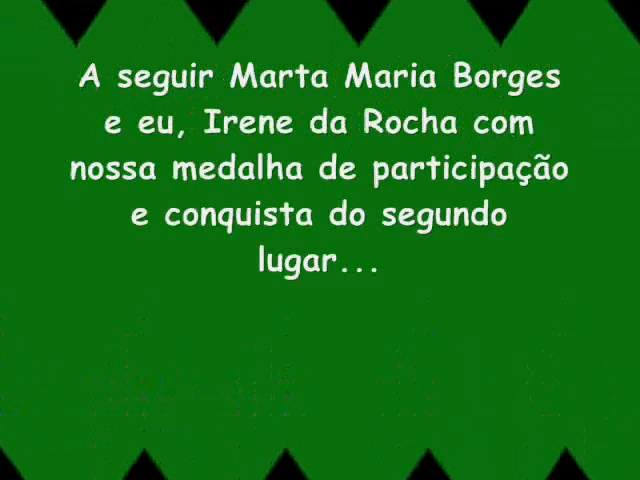 A seguir Marta Maria Borges
e eu, Irene da Rocha com
nossa medalha de participação
e conquista do segundo
lugar...